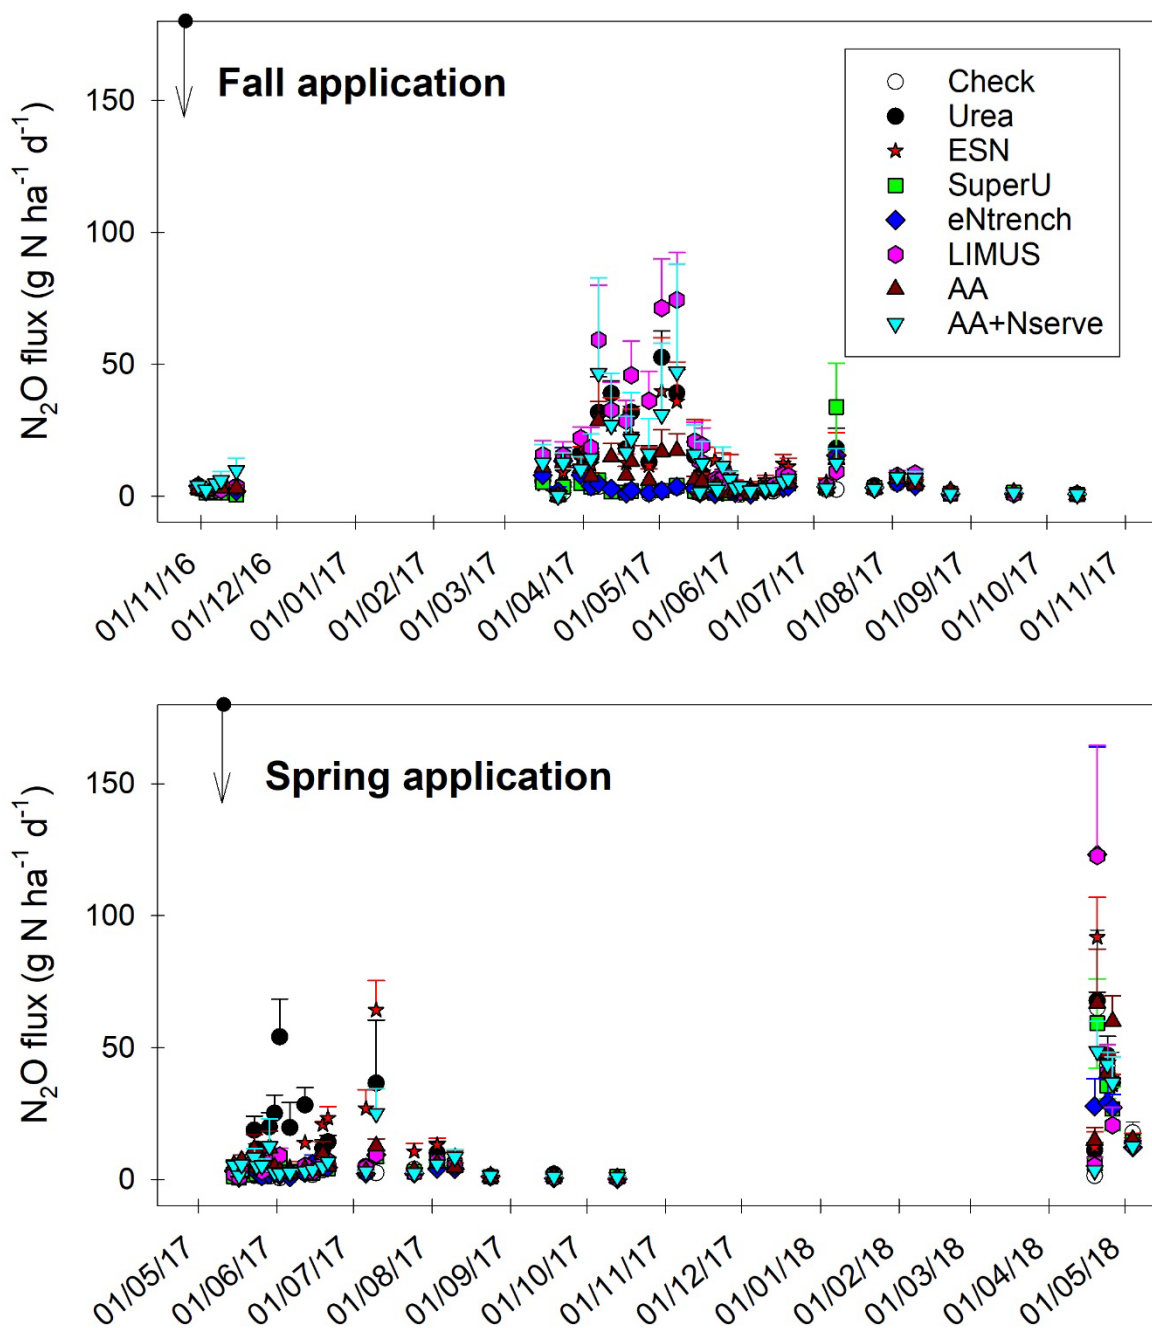 Fall application
N₂O flux (g N ha⁻¹ d⁻¹)
150
100
50
0
Check
Urea
ESN
SuperU
eNtrench
LIMUS
AA
AA+Nserve
01/11/16
01/12/16
01/01/17
01/02/17
01/03/17
01/04/17
01/05/17
01/06/17
01/07/17
01/08/17
01/09/17
01/10/17
01/11/17
Spring application
N₂O flux (g N ha⁻¹ d⁻¹)
150
100
50
0
01/05/17
01/06/17
01/07/17
01/08/17
01/09/17
01/10/17
01/11/17
01/12/17
01/01/18
01/02/18
01/03/18
01/04/18
01/05/18